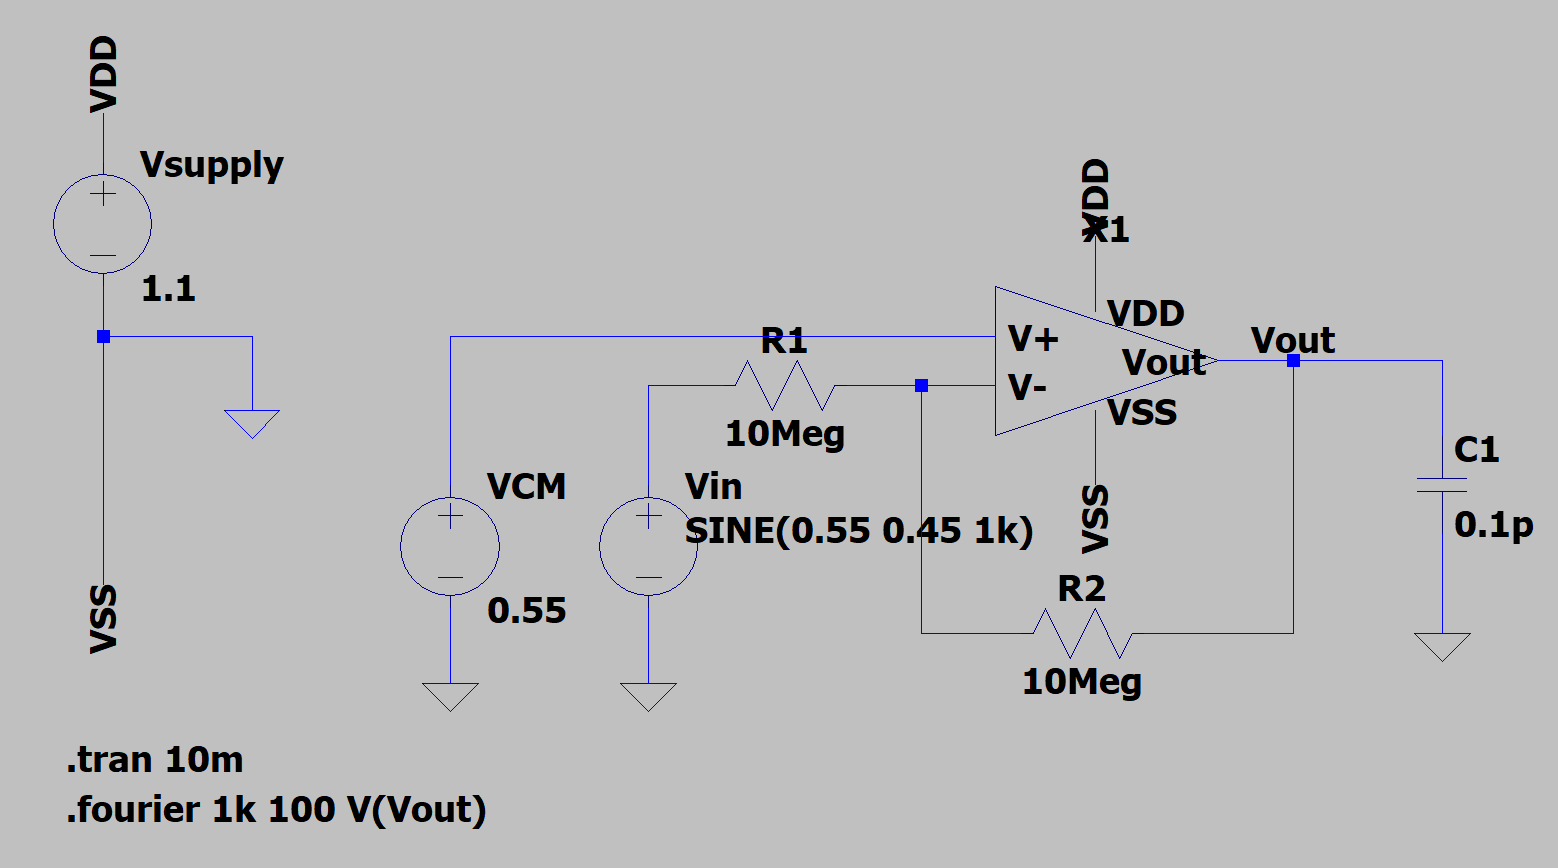 VDD
Vsupply
1.1
VSS
VDD
X1
VDD
V+
V-
Vout
VSS
VSS
Vout
R1
10Meg
VCM
0.55
Vin
SINE(0.55 0.45 1k)
R2
10Meg
C1
0.1p
.tran 10m
.fourier 1k 100 V(Vout)